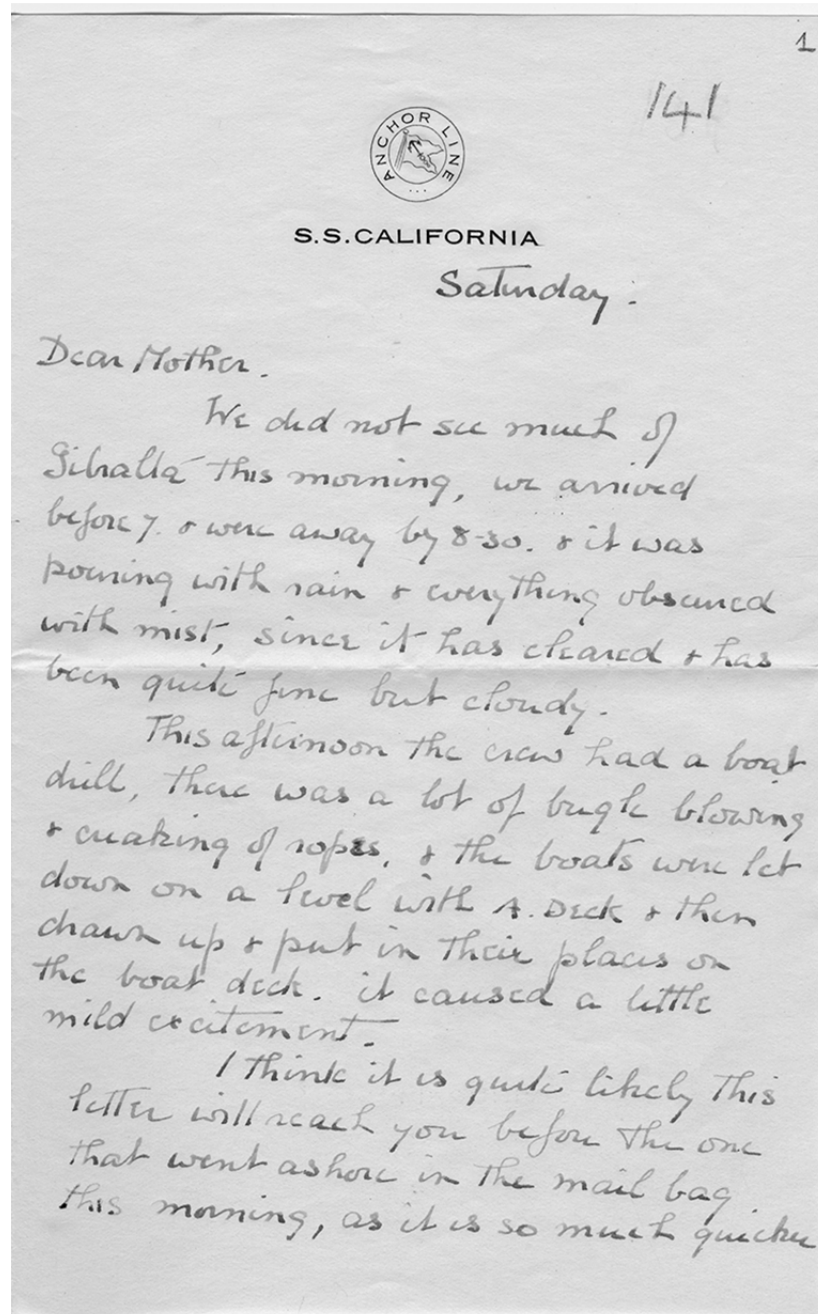 1
141
ANCHOR LINE
S.S.CALIFORNIA
Saturday.
Dear Mother.
We did not see much of
Gibralta this morning, we arrived
before 7. & were away by 8-30. & it was
pouring with rain & everything obscured
with mist, since it has cleared & has
been quite fine but cloudy.
This afternoon the crew had a boat
drill, there was a lot of bugle blowing
& creaking of ropes, & the boats were let
down on a level with A. Deck & then
drawn up & put in their places on
the boat deck. it caused a little
mild excitement.
I think it is quite likely this
letter will reach you before the one
that went ashore in the mail bag
this morning, as it is so much quicker